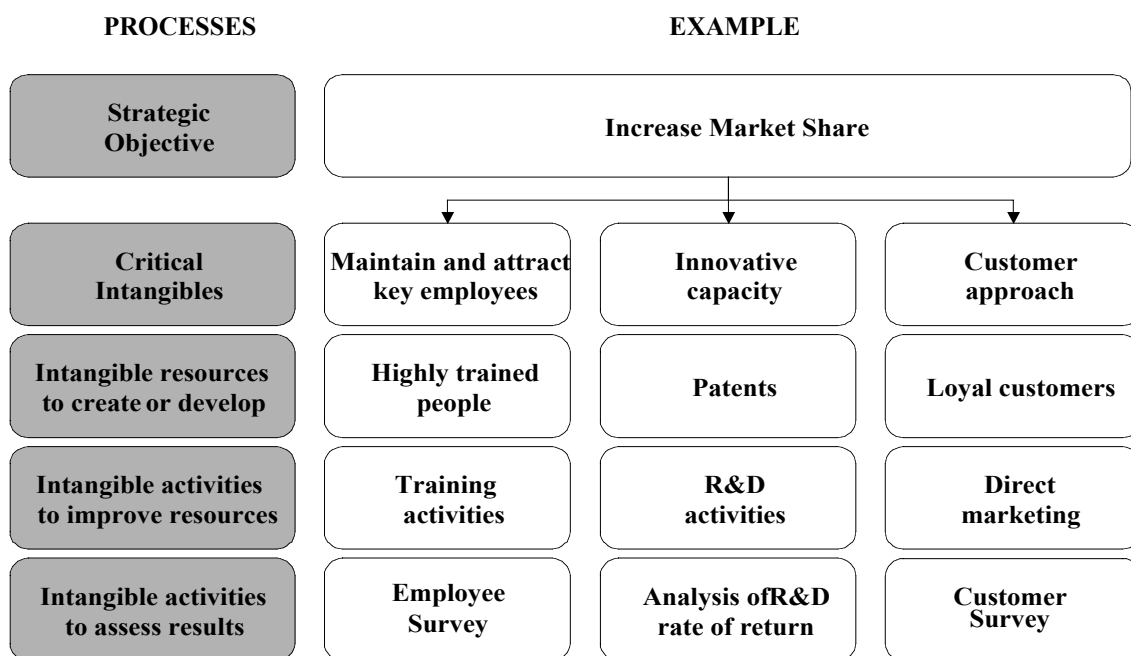 PROCESSES
EXAMPLE
Strategic
Objective
Increase Market Share
Critical
Intangibles
Maintain and attract
key employees
Innovative
capacity
Customer
approach
Intangible resources
to create or develop
Highly trained
people
Patents
Loyal customers
Intangible activities
to improve resources
Training
activities
R&D
activities
Direct
marketing
Intangible activities
to assess results
Employee
Survey
Analysis ofR&D
rate of return
Customer
Survey